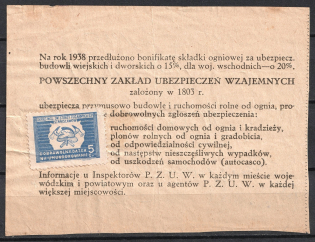 Na rok 1938 przedłużono bonifikatę składki ogniowej za ubezpiecz.
budowli wiejskich i dworskich o 15%, dla woj. wschodnich—o 20%.
POWSZECHNY ZAKŁAD UBEZPIECZEŃ WZAJEMNYCH
założony w 1803 r.
ubezpiecza przymusowo budowle i ruchomości rolne od ognia, pro-
dobrowolnych zgłoszeń ubezpieczenia:
ruchomości domowych od ognia i kradzieży,
plonów rolnych od ognia i gradobicia,
od odpowiedzialności cywilnej,
od następstw nieszczęśliwych wypadków,
od uszkodzeń samochodów (autocasco).
5
Informacje u Inspektorów P. Z. U. W. w każdym mieście woje-
wódzkim i powiatowym oraz u agentów P. Z. U. W. w każdej
większej miejscowości.